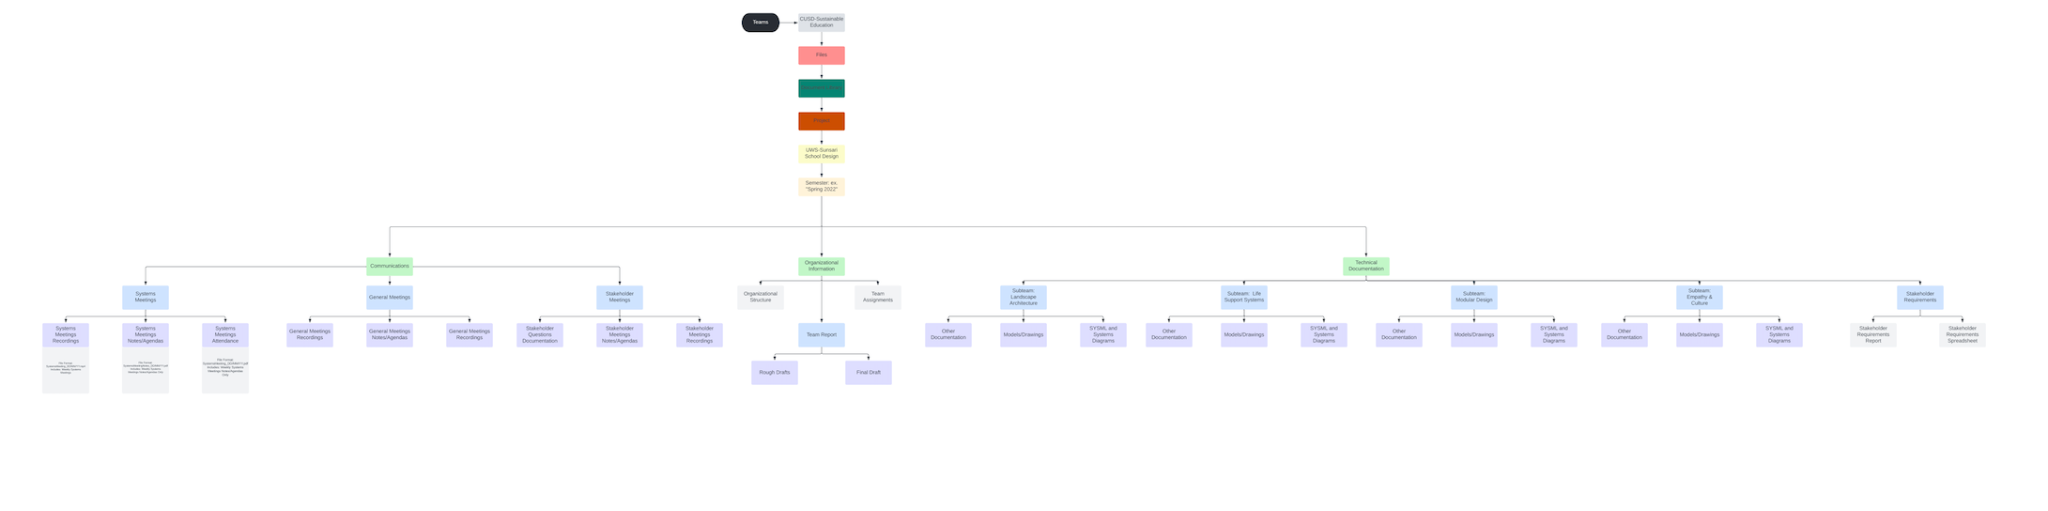 Teams
CUSD-Sustainable
Education
Files
Project
UWS-Sunsari
School Design
Semester: ex.
"Spring 2022"
Communications
Organizational
Information
Technical
Documentation
Systems
Meetings
General Meetings
Stakeholder
Meetings
Organizational
Structure
Team
Assignments
Subteam:
Landscape
Architecture
Subteam: Life
Support Systems
Subteam:
Modular Design
Subteam:
Empathy &
Culture
Stakeholder
Requirements
Systems
Meetings
Recordings
Systems
Meetings
Notes/Agendas
Systems
Meetings
Attendance
General Meetings
Recordings
General Meetings
Notes/Agendas
General Meetings
Recordings
Stakeholder
Questions
Documentation
Stakeholder
Meetings
Notes/Agendas
Stakeholder
Meetings
Recordings
Team Report
Other
Documentation
Models/Drawings
SYSML and
Systems
Diagrams
Other
Documentation
Models/Drawings
SYSML and
Systems
Diagrams
Other
Documentation
Models/Drawings
SYSML and
Systems
Diagrams
Other
Documentation
Models/Drawings
SYSML and
Systems
Diagrams
Stakeholder
Requirements
Report
Stakeholder
Requirements
Spreadsheet
Rough Drafts
Final Draft